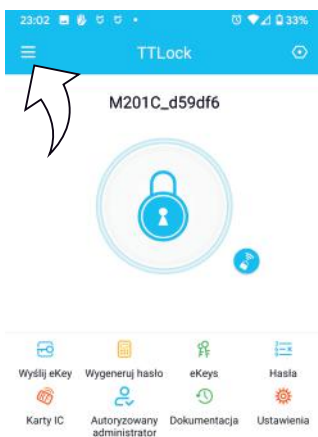 23:02 33%
TTLock
M201C_d59df6
Wyślij eKey Wygeneruj hasło eKeys Hasła
Karty IC Autoryzowany administrator Dokumentacja Ustawienia